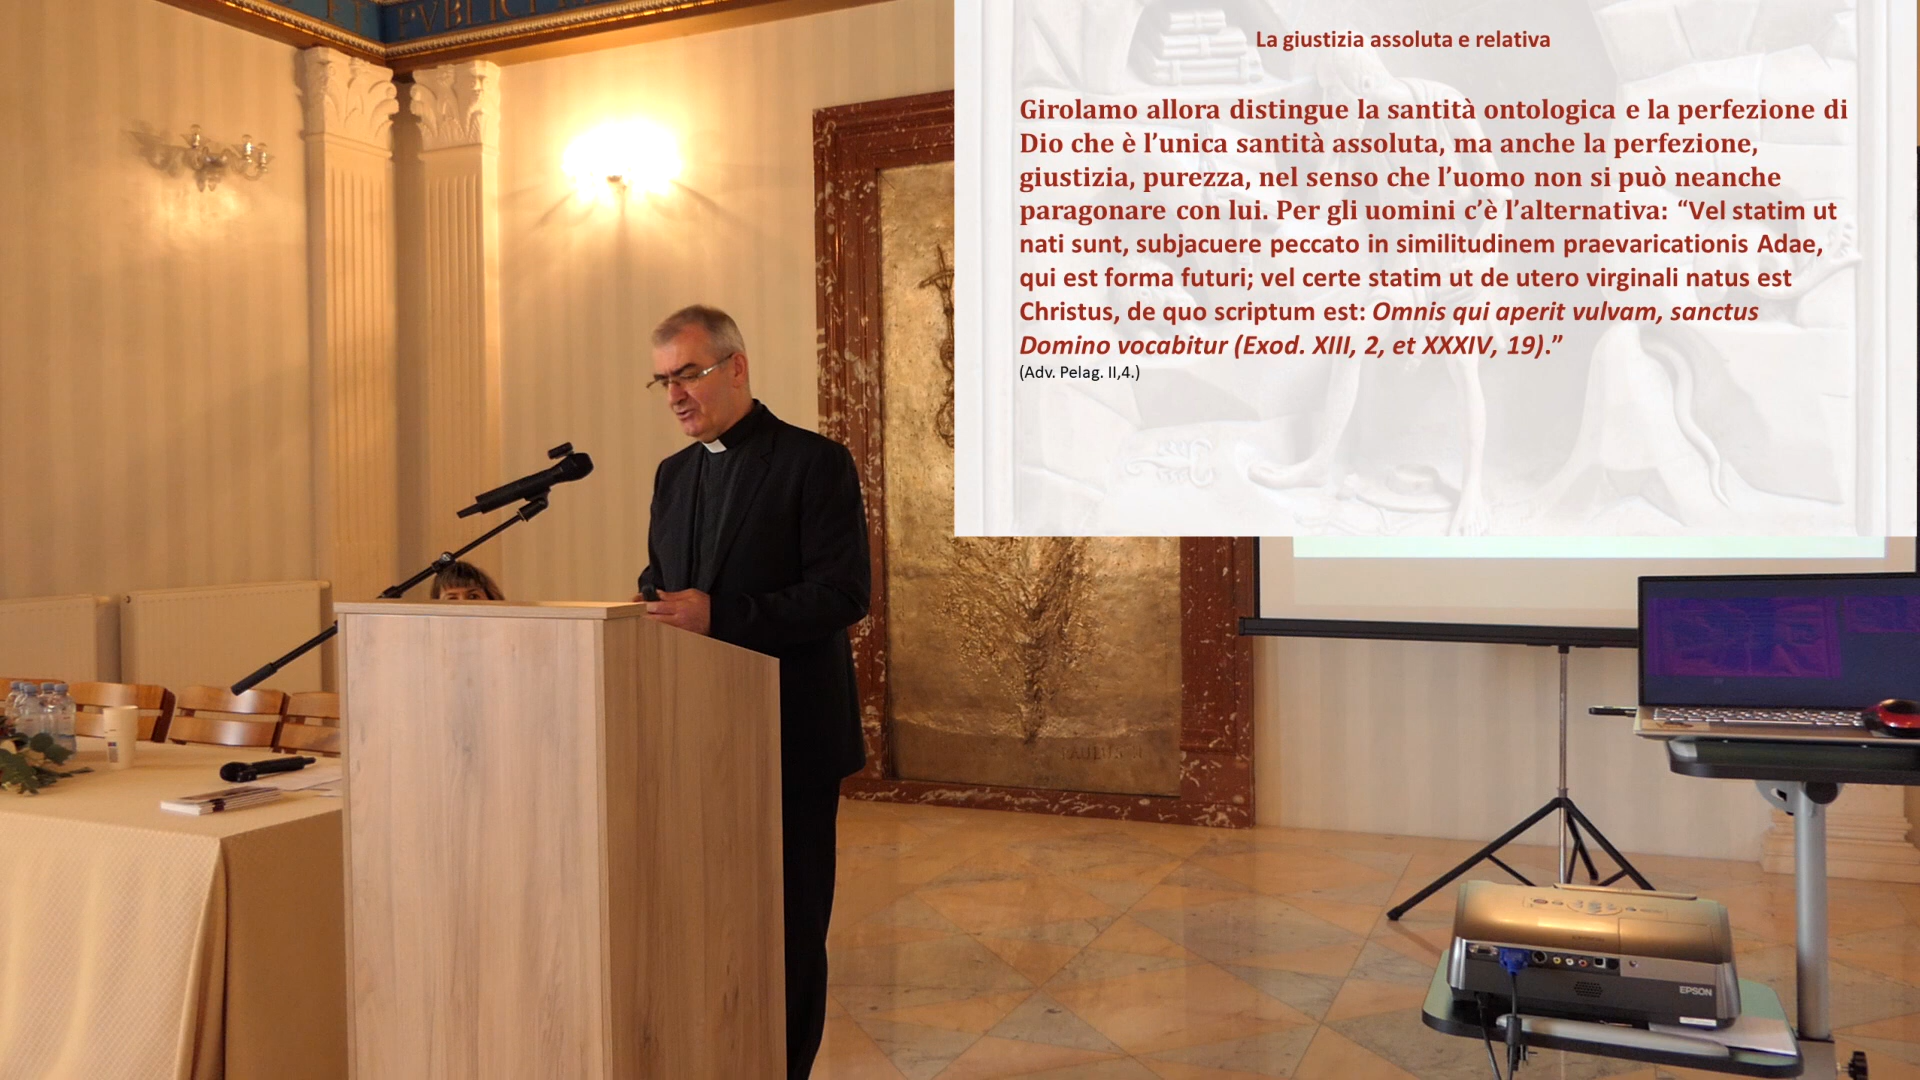 PVBLICI
La giustizia assoluta e relativa
Girolamo allora distingue la santità ontologica e la perfezione di
Dio che è l’unica santità assoluta, ma anche la perfezione,
giustizia, purezza, nel senso che l’uomo non si può neanche
paragonare con lui. Per gli uomini c’è l’alternativa: “Vel statim ut
nati sunt, subjacuere peccato in similitudinem praevaricationis Adae,
qui est forma futuri; vel certe statim ut de utero virginali natus est
Christus, de quo scriptum est: Omnis qui aperit vulvam, sanctus
Domino vocabitur (Exod. XIII, 2, et XXXIV, 19).”
(Adv. Pelag. II,4.)
EPSON